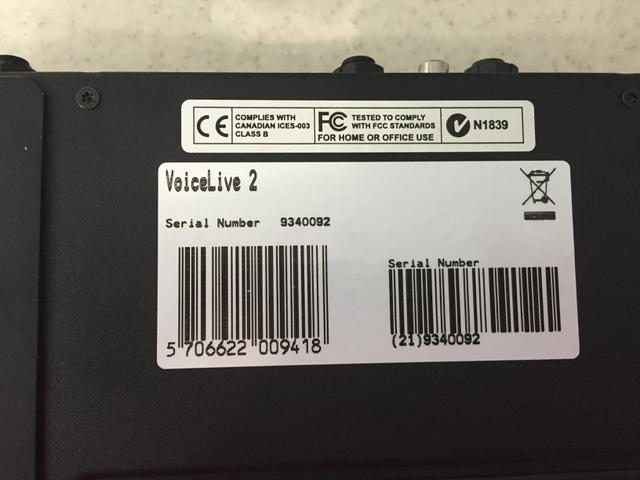 CE
COMPLIES WITH
CANADIAN ICES-003
CLASS B
FC
TESTED TO COMPLY
WITH FCC STANDARDS
FOR HOME OR OFFICE USE
N1839
VoiceLive 2
Serial Number 9340092
5 706622 009418
Serial Number
(21)9340092